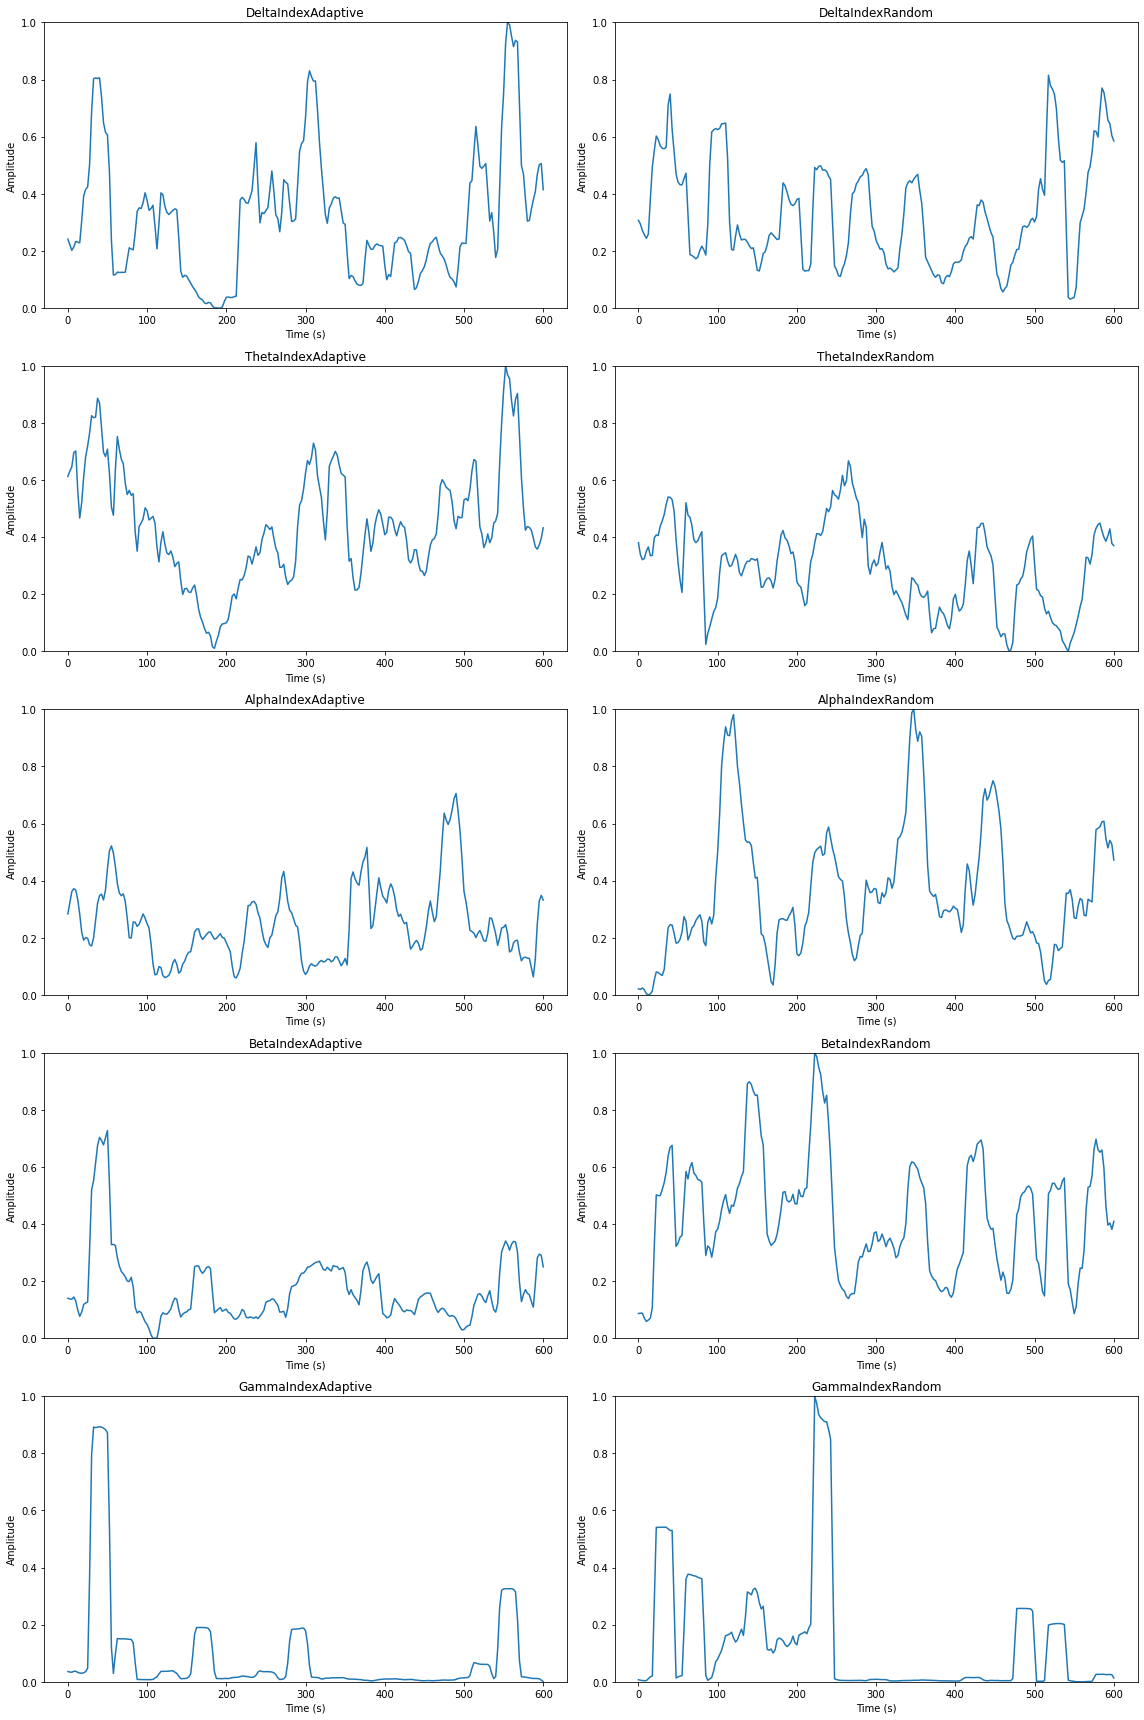 DeltaIndexAdaptive
Amplitude
1.0
0.8
0.6
0.4
0.2
0.0
0 100 200 300 400 500 600
Time (s)
DeltaIndexRandom
Amplitude
1.0
0.8
0.6
0.4
0.2
0.0
0 100 200 300 400 500 600
Time (s)
ThetaIndexAdaptive
Amplitude
1.0
0.8
0.6
0.4
0.2
0.0
0 100 200 300 400 500 600
Time (s)
ThetaIndexRandom
Amplitude
1.0
0.8
0.6
0.4
0.2
0.0
0 100 200 300 400 500 600
Time (s)
AlphaIndexAdaptive
Amplitude
1.0
0.8
0.6
0.4
0.2
0.0
0 100 200 300 400 500 600
Time (s)
AlphaIndexRandom
Amplitude
1.0
0.8
0.6
0.4
0.2
0.0
0 100 200 300 400 500 600
Time (s)
BetaIndexAdaptive
Amplitude
1.0
0.8
0.6
0.4
0.2
0.0
0 100 200 300 400 500 600
Time (s)
BetaIndexRandom
Amplitude
1.0
0.8
0.6
0.4
0.2
0.0
0 100 200 300 400 500 600
Time (s)
GammaIndexAdaptive
Amplitude
1.0
0.8
0.6
0.4
0.2
0.0
0 100 200 300 400 500 600
Time (s)
GammaIndexRandom
Amplitude
1.0
0.8
0.6
0.4
0.2
0.0
0 100 200 300 400 500 600
Time (s)